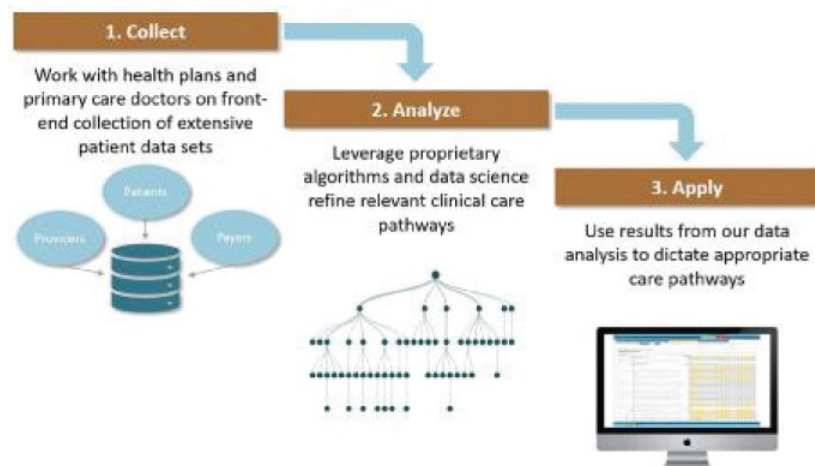 1. Collect
Work with health plans and
primary care doctors on front-
end collection of extensive
patient data sets
Patients
Providers
Payors
2. Analyze
Leverage proprietary
algorithms and data science
refine relevant clinical care
pathways
3. Apply
Use results from our data
analysis to dictate appropriate
care pathways